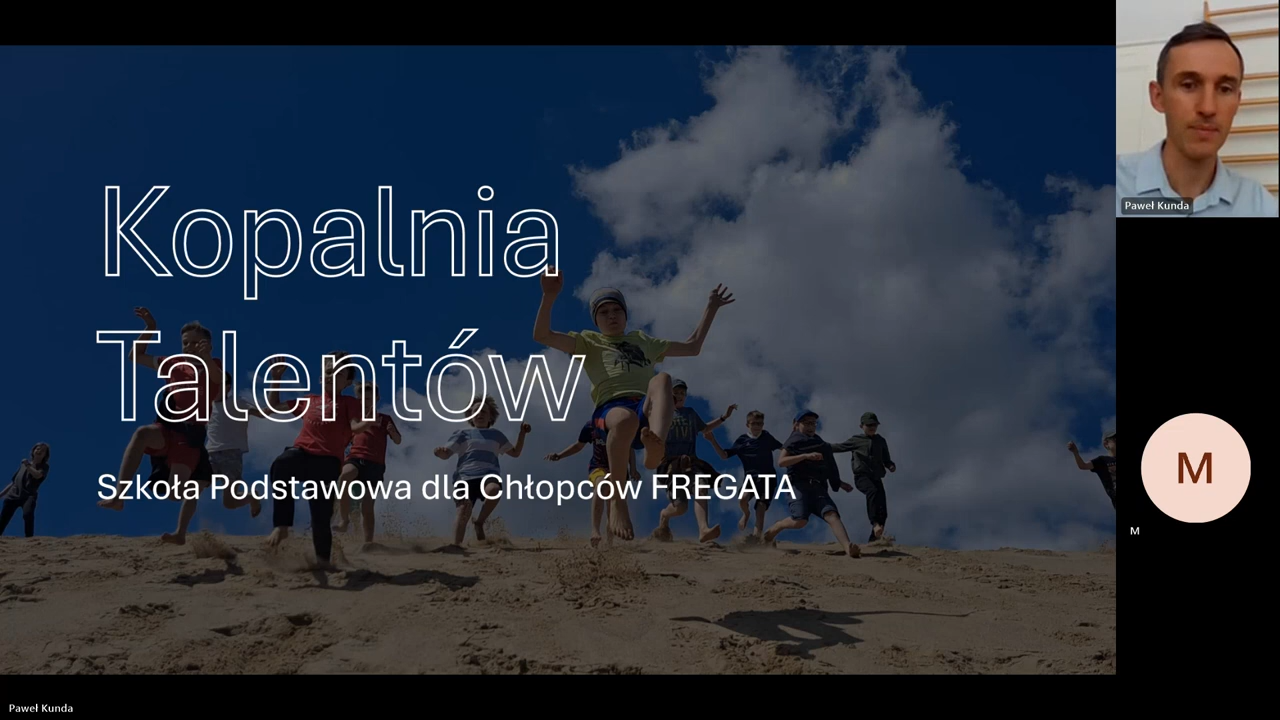 Kopalnia
Talentów
Szkoła Podstawowa dla Chłopców FREGATA
Paweł Kunda
M
M
Paweł Kunda